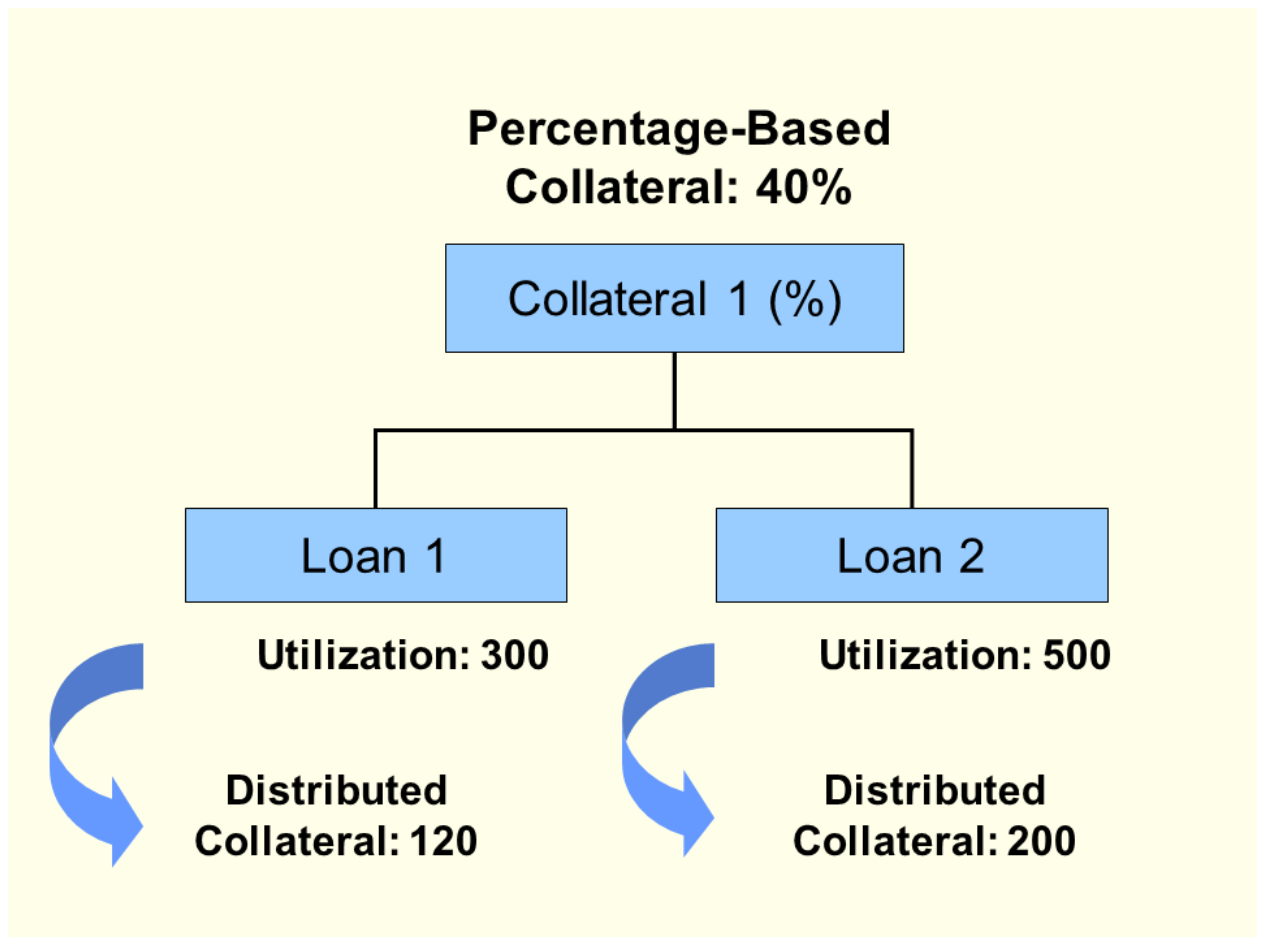 Percentage-Based
Collateral: 40%
Collateral 1 (%)
Loan 1
Loan 2
Utilization: 300
Utilization: 500
Distributed
Collateral: 120
Distributed
Collateral: 200